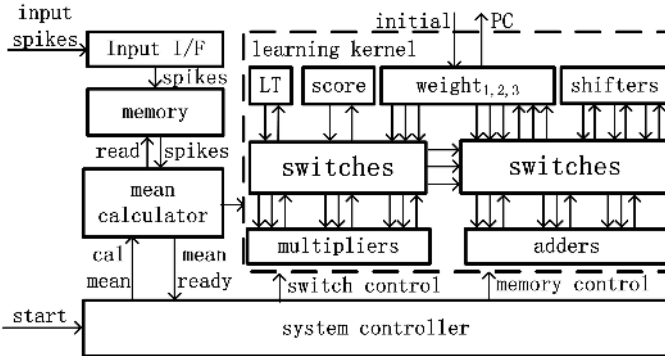 input
spikes
Input I/F
spikes
memory
read
spikes
mean
calculator
cal
mean
mean
ready
start
system controller
initial
PC
learning kernel
LT
score
weight1,2,3
shifters
switches
switches
multipliers
adders
switch control
memory control